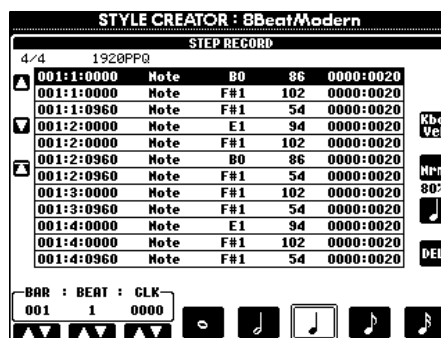 STYLE CREATOR : 8BeatModern
STEP RECORD
4/4 1920PPQ
001:1:0000 Note B0 86 0000:0020
001:1:0000 Note F#1 102 0000:0020
001:1:0960 Note F#1 54 0000:0020
001:2:0000 Note E1 94 0000:0020
001:2:0000 Note F#1 102 0000:0020
001:2:0960 Note B0 86 0000:0020
001:2:0960 Note F#1 54 0000:0020
001:3:0000 Note F#1 102 0000:0020
001:3:0960 Note F#1 54 0000:0020
001:4:0000 Note E1 94 0000:0020
001:4:0000 Note F#1 102 0000:0020
001:4:0960 Note F#1 54 0000:0020
Kbd
Vel
Nrm
80%
DEL
BAR : BEAT : CLK
001 1 0000